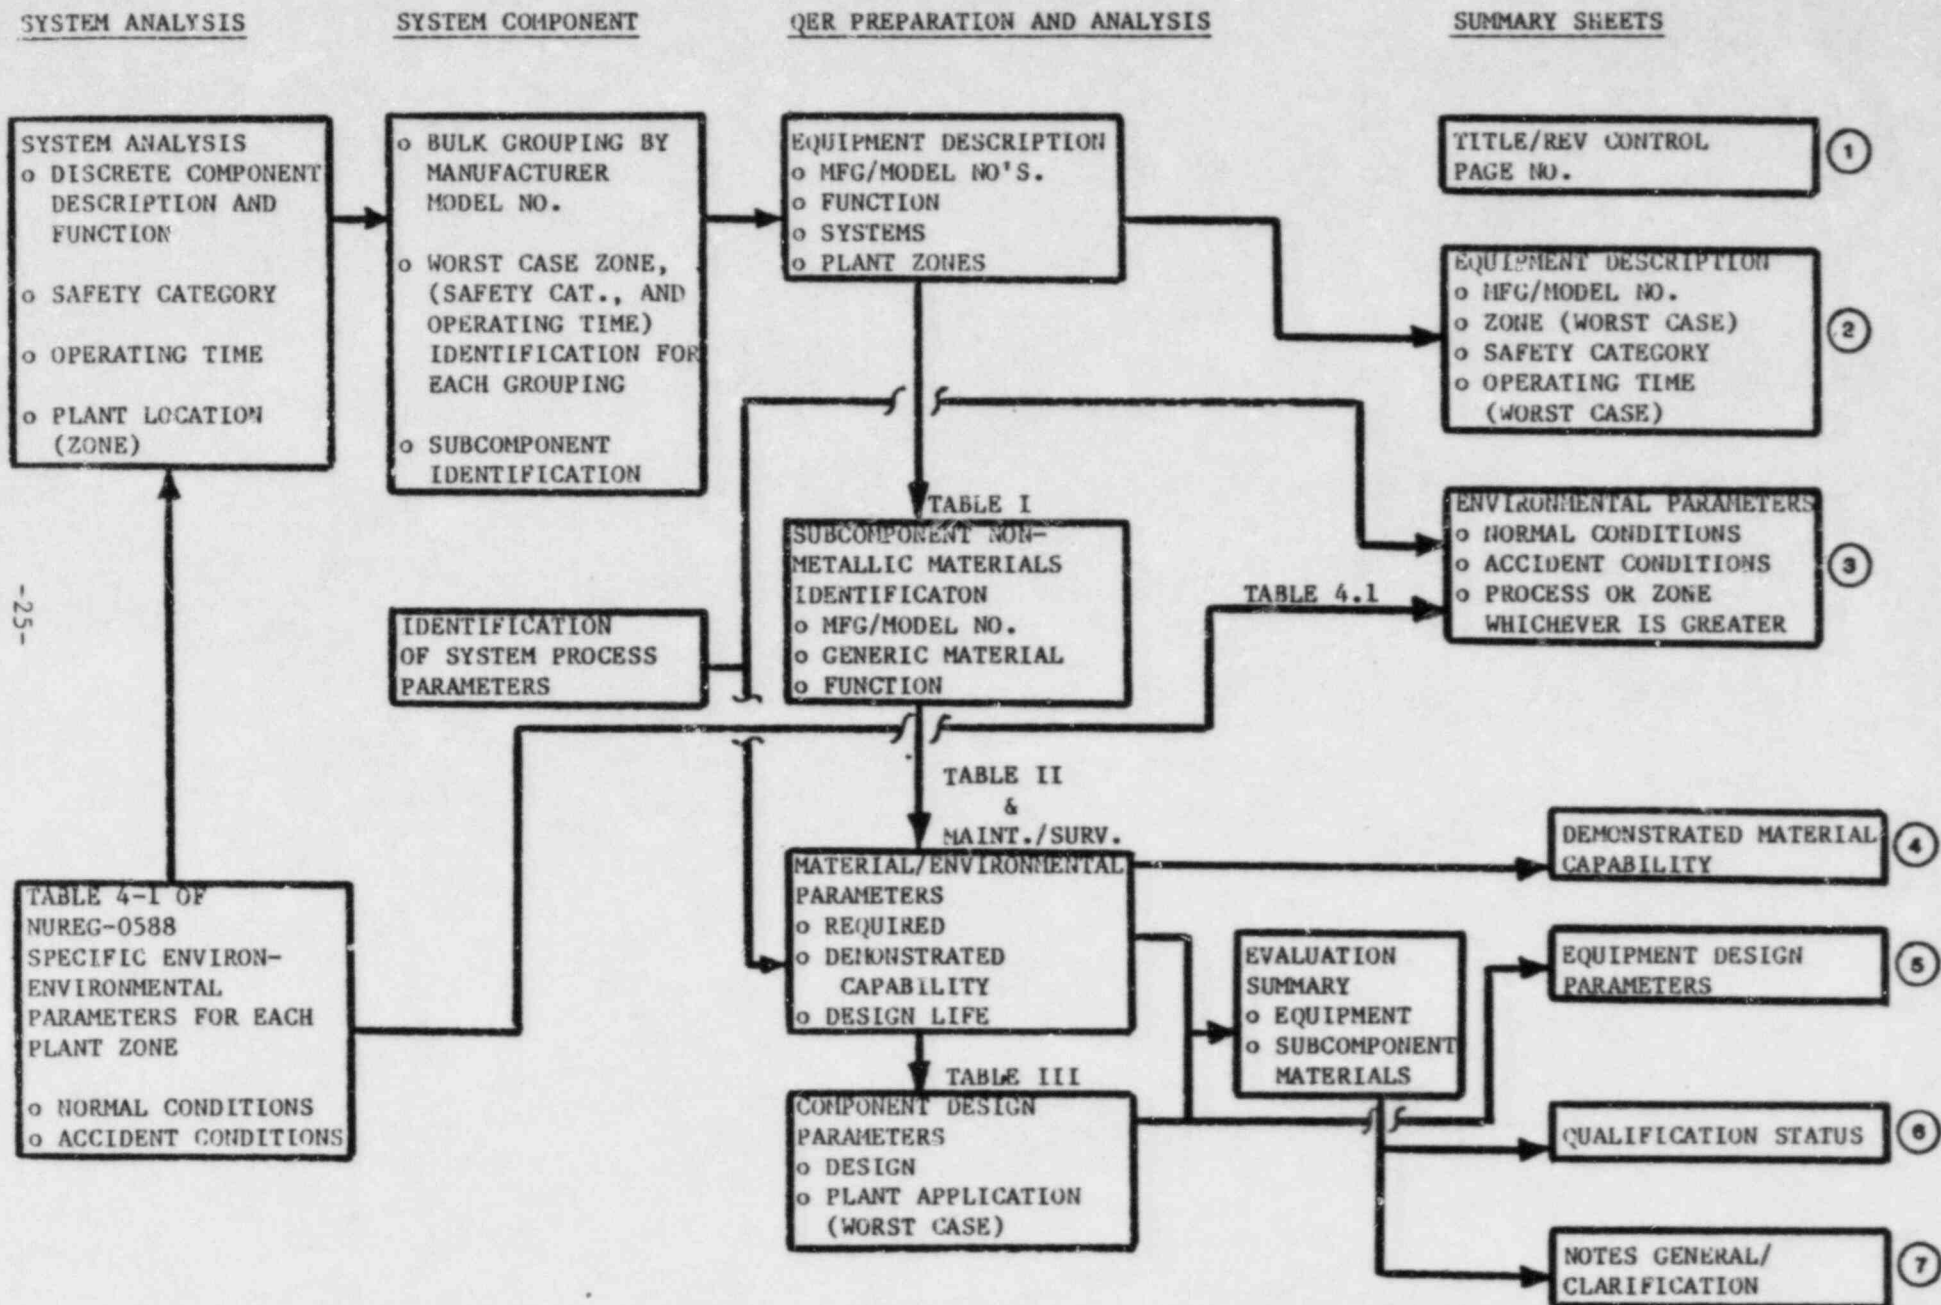 SYSTEM ANALYSIS
SYSTEM COMPONENT
QER PREPARATION AND ANALYSIS
SUMMARY SHEETS
SYSTEM ANALYSIS
o DISCRETE COMPONENT
DESCRIPTION AND
FUNCTION
o SAFETY CATEGORY
o OPERATING TIME
o PLANT LOCATION
(ZONE)
o BULK GROUPING BY
MANUFACTURER
MODEL NO.
o WORST CASE ZONE,
(SAFETY CAT., AND
OPERATING TIME)
IDENTIFICATION FOR
EACH GROUPING
o SUBCOMPONENT
IDENTIFICATION
EQUIPMENT DESCRIPTION
o MFG/MODEL NO'S.
o FUNCTION
o SYSTEMS
o PLANT ZONES
TITLE/REV CONTROL
PAGE NO.
1
EQUIPMENT DESCRIPTION
o MFG/MODEL NO.
o ZONE (WORST CASE)
o SAFETY CATEGORY
o OPERATING TIME
(WORST CASE)
2
TABLE I
SUBCOMPONENT NON-
METALLIC MATERIALS
IDENTIFICATON
o MFG/MODEL NO.
o GENERIC MATERIAL
o FUNCTION
ENVIRONMENTAL PARAMETERS
o NORMAL CONDITIONS
o ACCIDENT CONDITIONS
o PROCESS OR ZONE
WHICHEVER IS GREATER
3
TABLE 4.1
IDENTIFICATION
OF SYSTEM PROCESS
PARAMETERS
-25-
TABLE II
&
MAINT./SURV.
MATERIAL/ENVIRONMENTAL
PARAMETERS
o REQUIRED
o DEMONSTRATED
CAPABILITY
o DESIGN LIFE
DEMONSTRATED MATERIAL
CAPABILITY
4
TABLE 4-1 OF
NUREG-0588
SPECIFIC ENVIRON-
ENVIRONMENTAL
PARAMETERS FOR EACH
PLANT ZONE
o NORMAL CONDITIONS
o ACCIDENT CONDITIONS
EVALUATION
SUMMARY
o EQUIPMENT
o SUBCOMPONENT
MATERIALS
EQUIPMENT DESIGN
PARAMETERS
5
TABLE III
COMPONENT DESIGN
PARAMETERS
o DESIGN
o PLANT APPLICATION
(WORST CASE)
QUALIFICATION STATUS
6
NOTES GENERAL/
CLARIFICATION
7